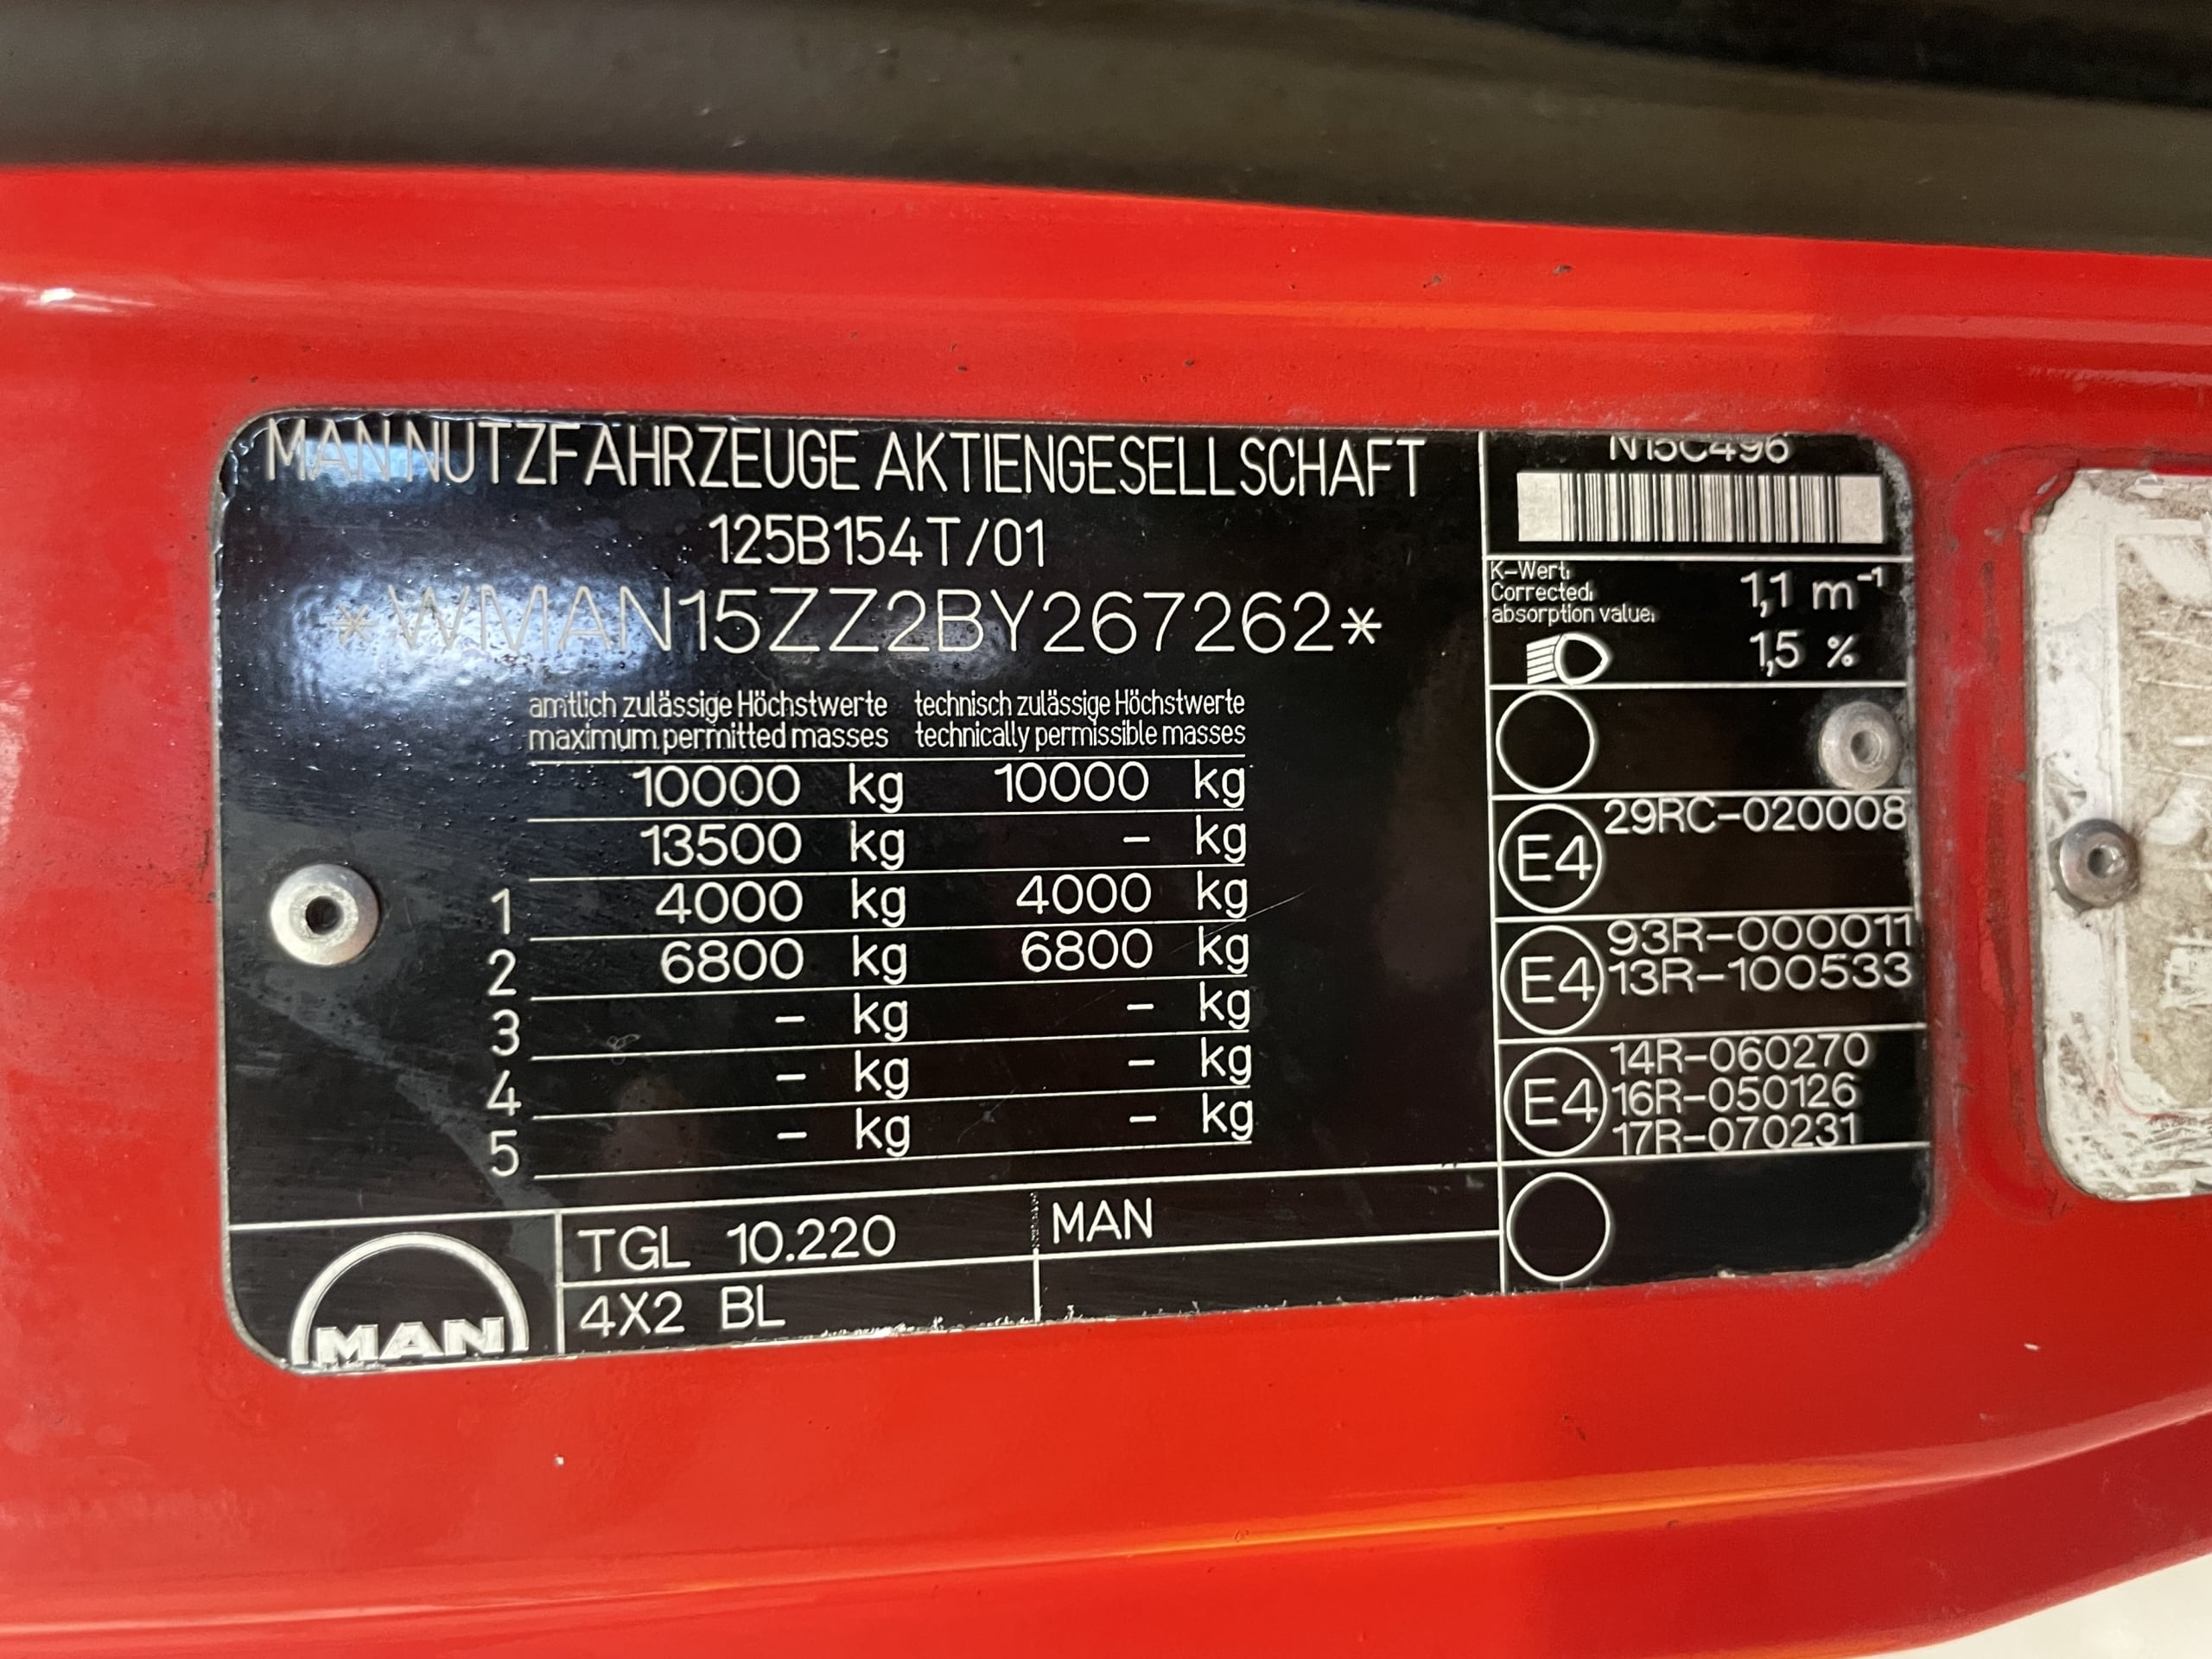 MAN NUTZFAHRZEUGE AKTIENGESELLSCHAFT
125B154T/01
*WMAN15ZZ2BY267262*
amtlich zulässige Höchstwerte technisch zulässige Höchstwerte
maximum permitted masses technically permissible masses
10000 kg 10000 kg
13500 kg - kg
1 4000 kg 4000 kg
2 6800 kg 6800 kg
3 - kg - kg
4 - kg - kg
5 - kg - kg
MAN
TGL 10.220 MAN
4X2 BL
N15C496
K-Wert:
Corrected:
absorption value:
1,1 m⁻¹
1,5 %
E4 29RC-020008
E4 93R-000011
13R-100533
E4 14R-060270
16R-050126
17R-070231